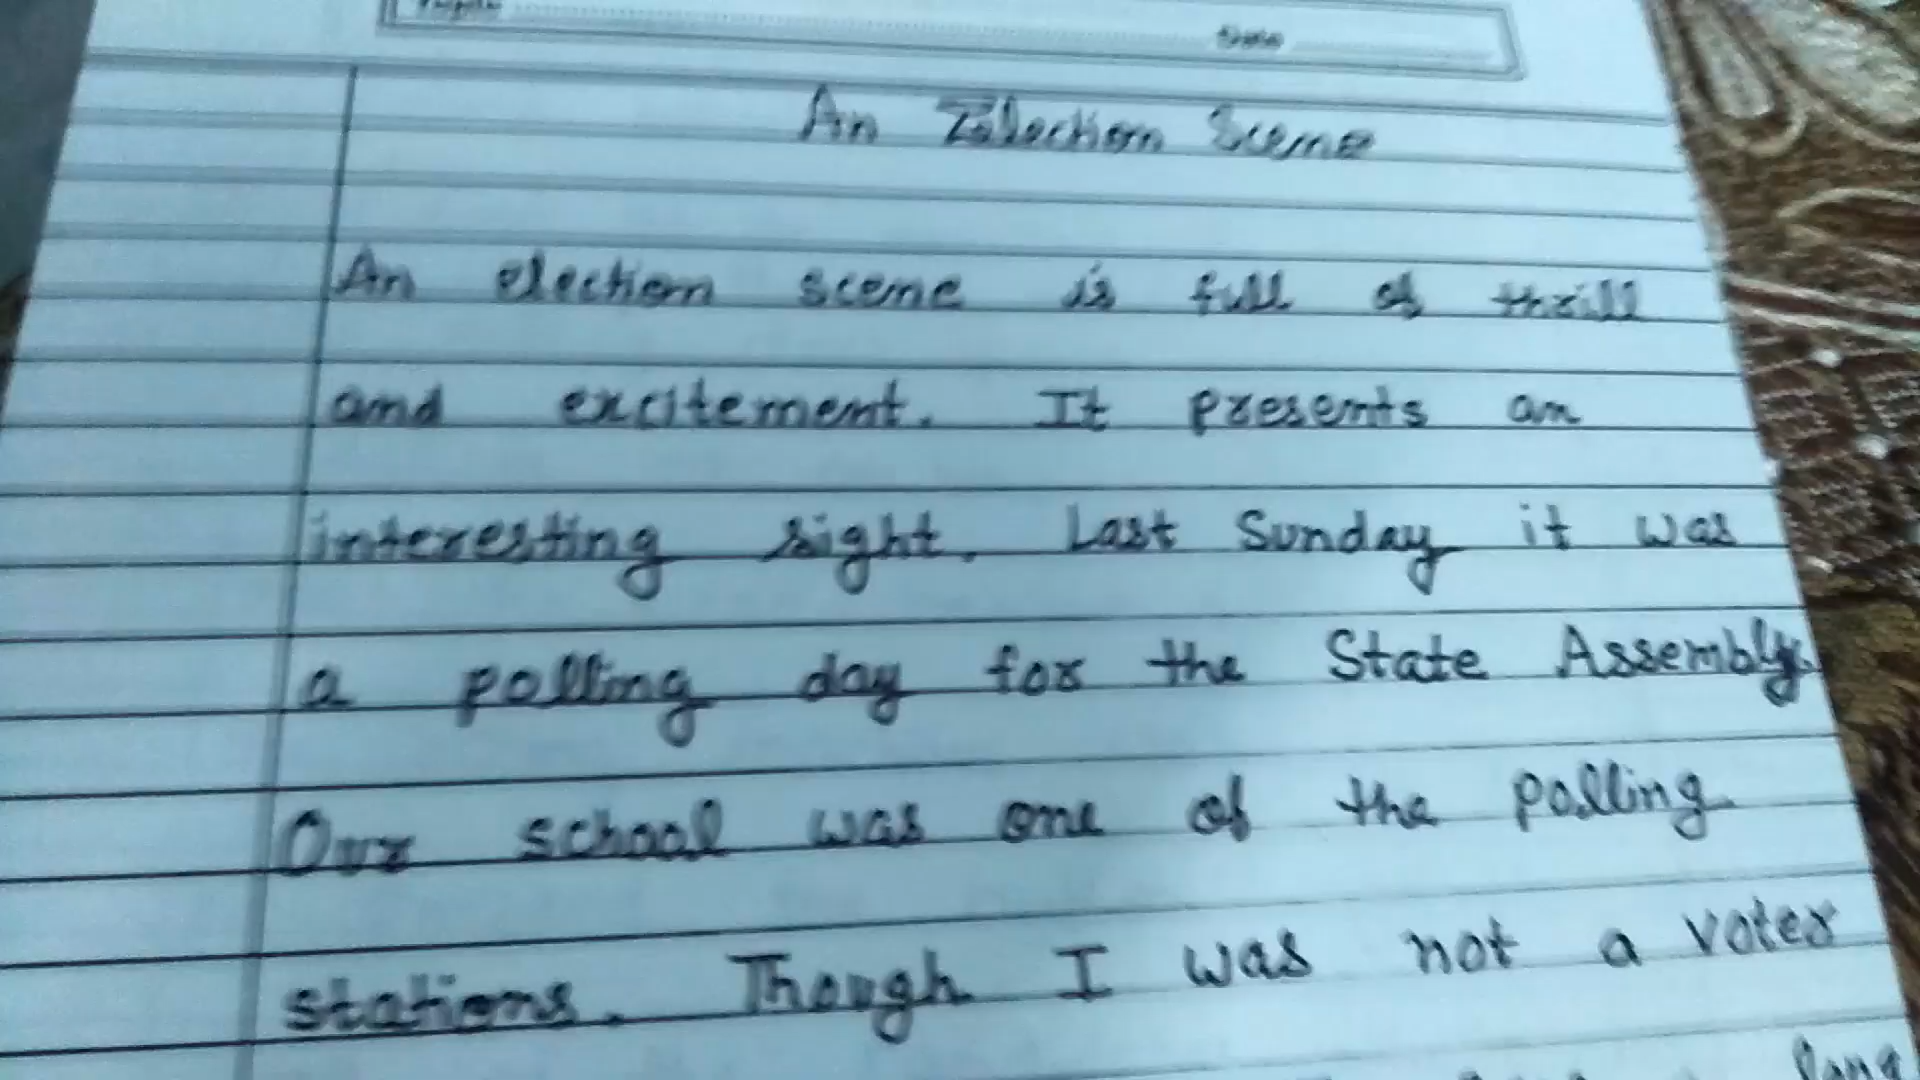 Date
An Election Scene
An election scene is full of thrill
and excitement. It presents an
interesting sight. Last Sunday it was
a polling day for the State Assembly.
Our school was one of the polling
stations. Though I was not a voter